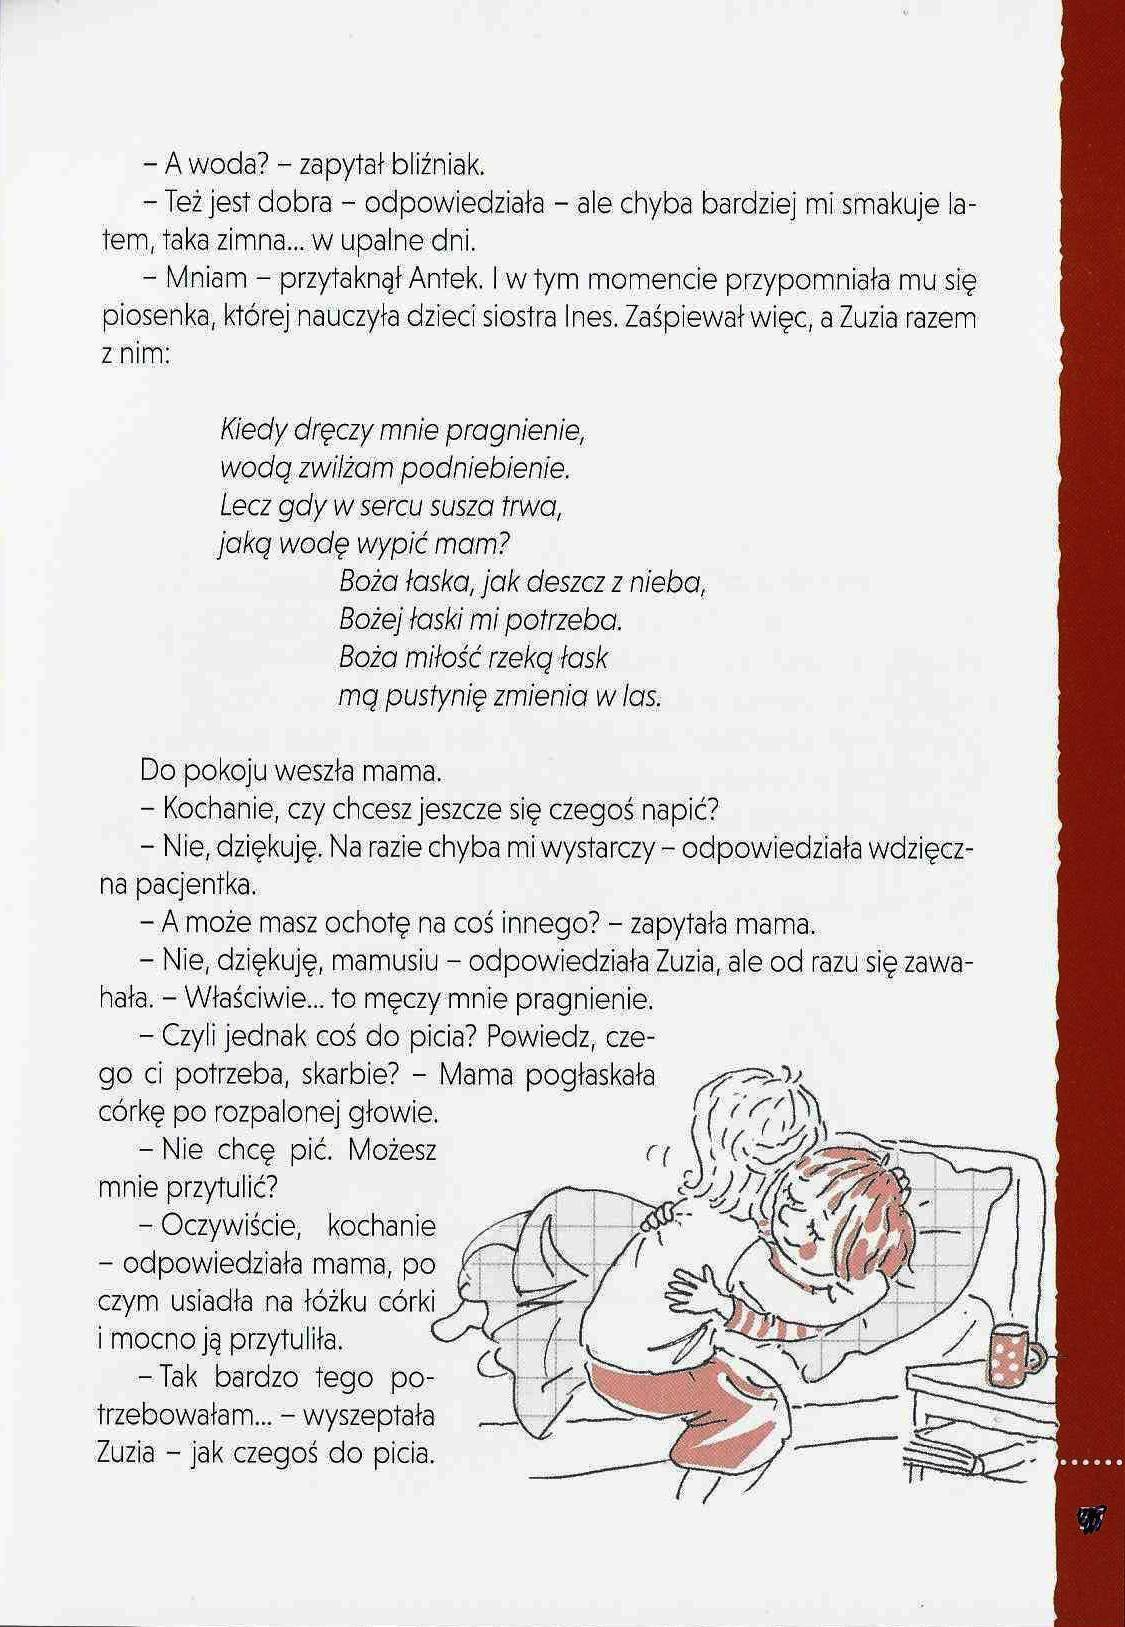 – A woda? – zapytał bliźniak.
– Też jest dobra – odpowiedziała – ale chyba bardziej mi smakuje la-
tem, taka zimna... w upalne dni.
– Mniam – przytaknął Antek. I w tym momencie przypomniała mu się
piosenka, której nauczyła dzieci siostra Ines. Zaśpiewał więc, a Zuzia razem
z nim:
Kiedy dręczy mnie pragnienie,
wodą zwilżam podniebienie.
Lecz gdy w sercu susza trwa,
jaką wodę wypić mam?
Boża łaska, jak deszcz z nieba,
Bożej łaski mi potrzeba.
Boża miłość rzeką łask
mą pustynię zmienia w las.
Do pokoju weszła mama.
– Kochanie, czy chcesz jeszcze się czegoś napić?
– Nie, dziękuję. Na razie chyba mi wystarczy – odpowiedziała wdzięcz-
na pacjentka.
– A może masz ochotę na coś innego? – zapytała mama.
– Nie, dziękuję, mamusiu – odpowiedziała Zuzia, ale od razu się zawa-
hała. – Właściwie... to męczy mnie pragnienie.
– Czyli jednak coś do picia? Powiedz, cze-
go ci potrzeba, skarbie? – Mama pogłaskała
córkę po rozpalonej głowie.
– Nie chcę pić. Możesz
mnie przytulić?
– Oczywiście, kochanie
– odpowiedziała mama, po
czym usiadła na łóżku córki
i mocno ją przytuliła.
– Tak bardzo tego po-
trzebowałam... – wyszeptała
Zuzia – jak czegoś do picia.